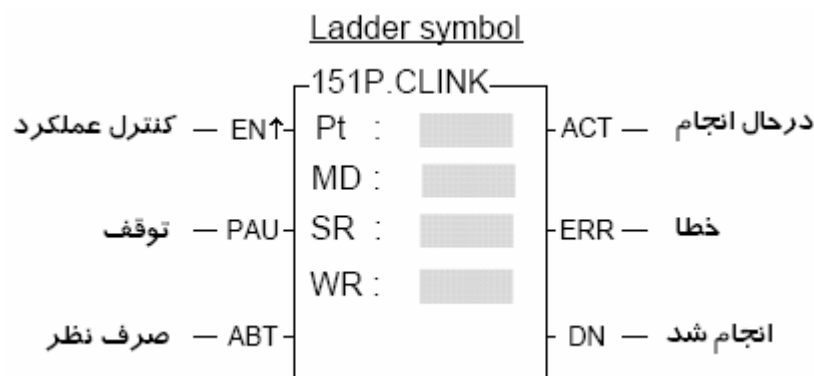 Ladder symbol
151P.CLINK
کنترل عملکرد — EN↑ Pt : ACT — درحال انجام
MD :
توقف — PAU SR : ERR — خطا
WR :
صرف نظر — ABT DN — انجام شد